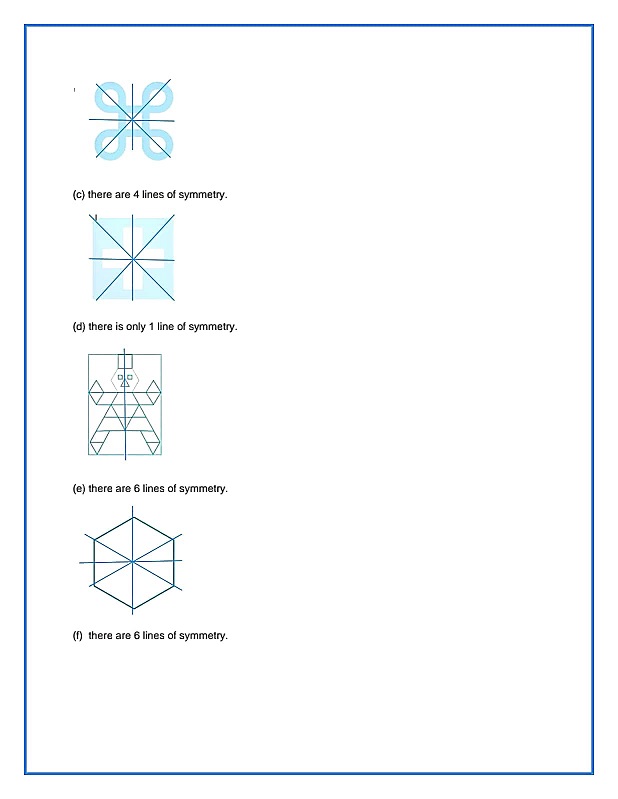 (c) there are 4 lines of symmetry.
(d) there is only 1 line of symmetry.
(e) there are 6 lines of symmetry.
(f) there are 6 lines of symmetry.